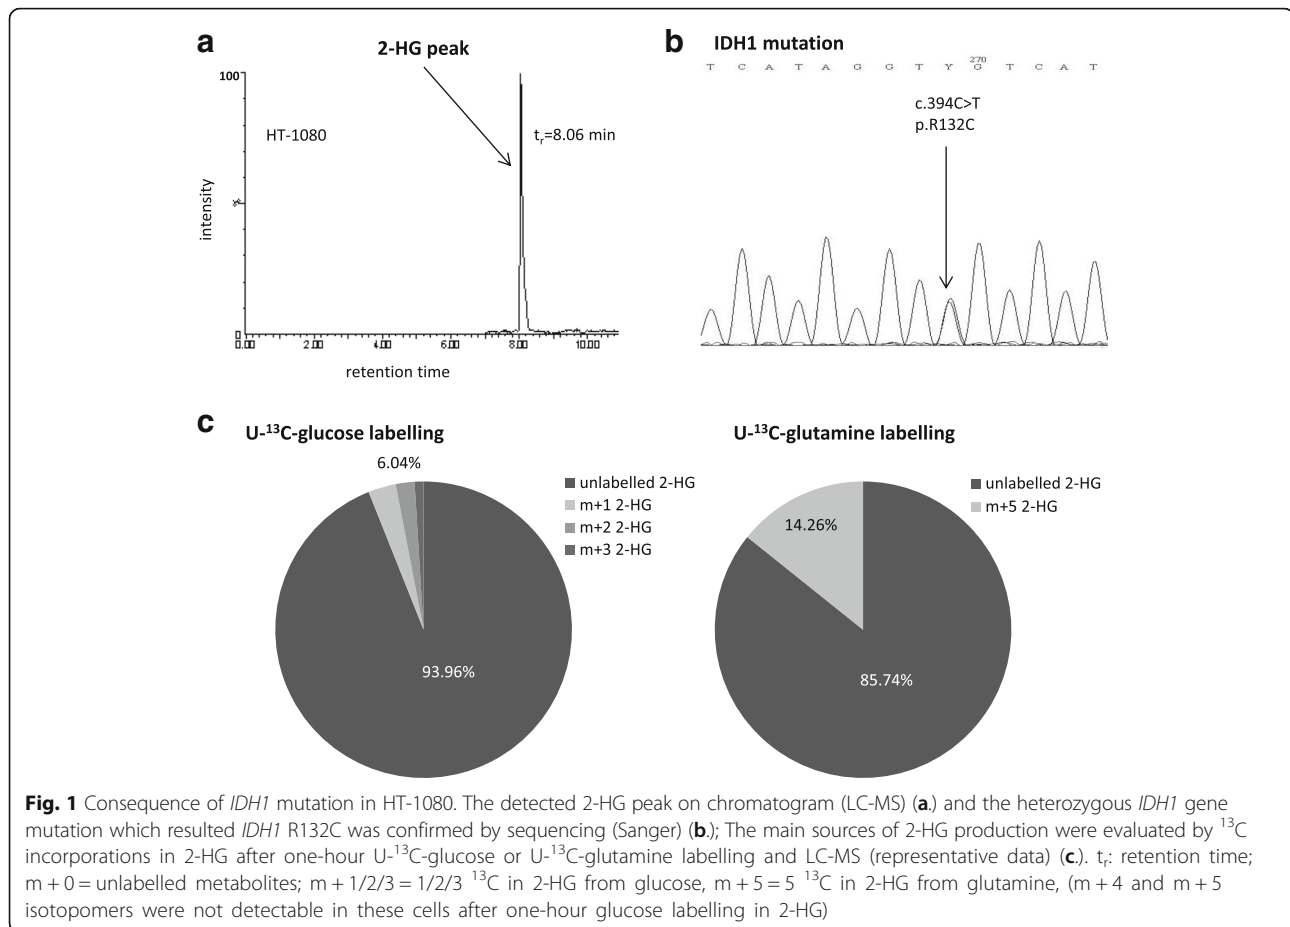 a
2-HG peak
100
HT-1080
tr=8.06 min
intensity
%
0
0.00 2.00 4.00 6.00 8.00 10.00
retention time
b IDH1 mutation
270
T C A T A G G T Y G T C A T
c.394C>T
p.R132C
c
U-¹³C-glucose labelling
6.04%
93.96%
unlabelled 2-HG
m+1 2-HG
m+2 2-HG
m+3 2-HG
U-¹³C-glutamine labelling
14.26%
85.74%
unlabelled 2-HG
m+5 2-HG
Fig. 1 Consequence of IDH1 mutation in HT-1080. The detected 2-HG peak on chromatogram (LC-MS) (a.) and the heterozygous IDH1 gene
mutation which resulted IDH1 R132C was confirmed by sequencing (Sanger) (b.); The main sources of 2-HG production were evaluated by ¹³C
incorporations in 2-HG after one-hour U-¹³C-glucose or U-¹³C-glutamine labelling and LC-MS (representative data) (c.). tr: retention time;
m + 0 = unlabelled metabolites; m + 1/2/3 = 1/2/3 ¹³C in 2-HG from glucose, m + 5 = 5 ¹³C in 2-HG from glutamine, (m + 4 and m + 5
isotopomers were not detectable in these cells after one-hour glucose labelling in 2-HG)